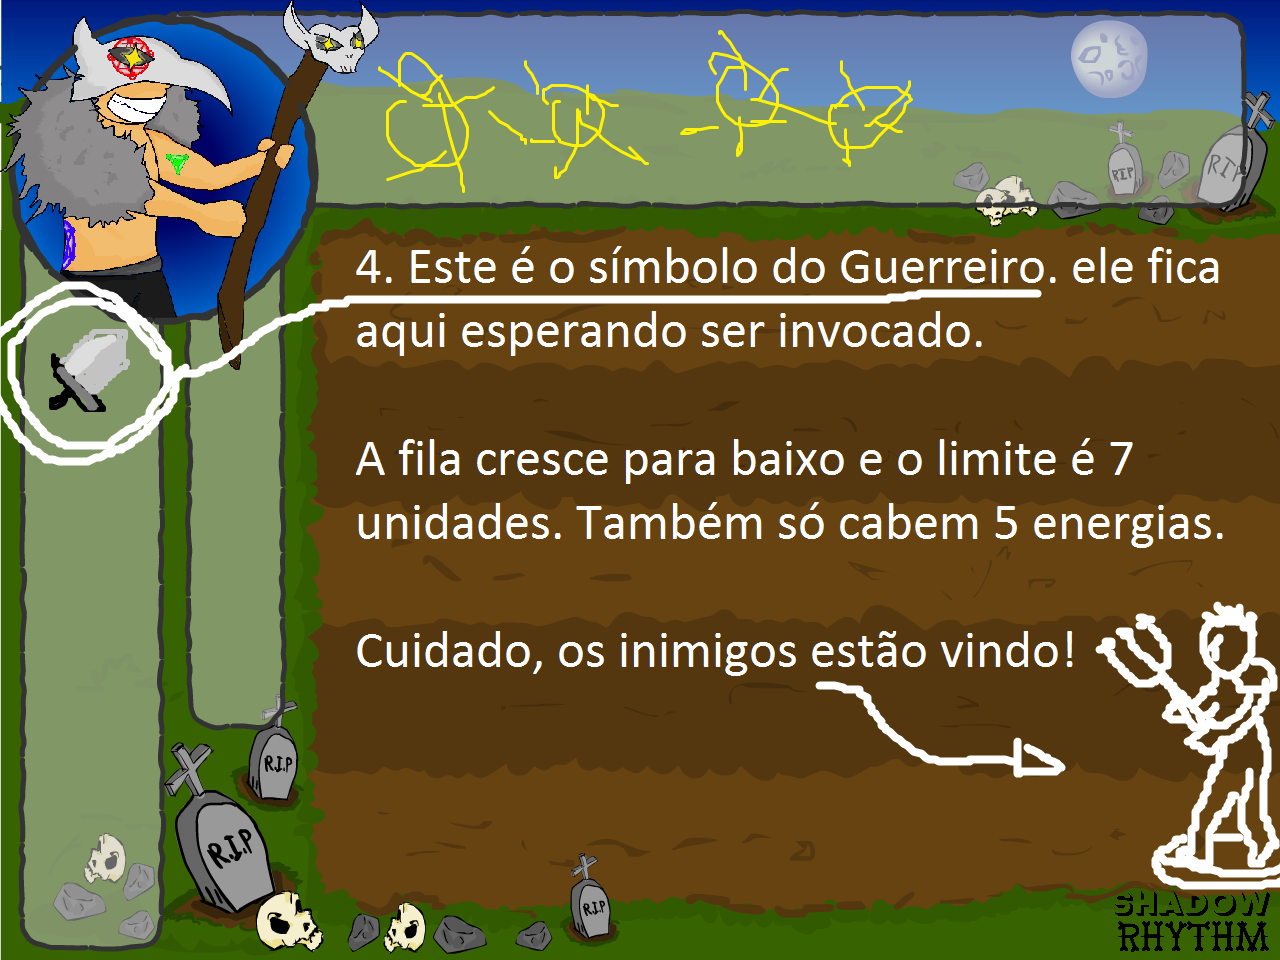 4. Este é o símbolo do Guerreiro. ele fica
aqui esperando ser invocado.
A fila cresce para baixo e o limite é 7
unidades. Também só cabem 5 energias.
Cuidado, os inimigos estão vindo!
RIP
RIP
R.I.P
R.I.P
R.I.P
SHADOW
RHYTHM